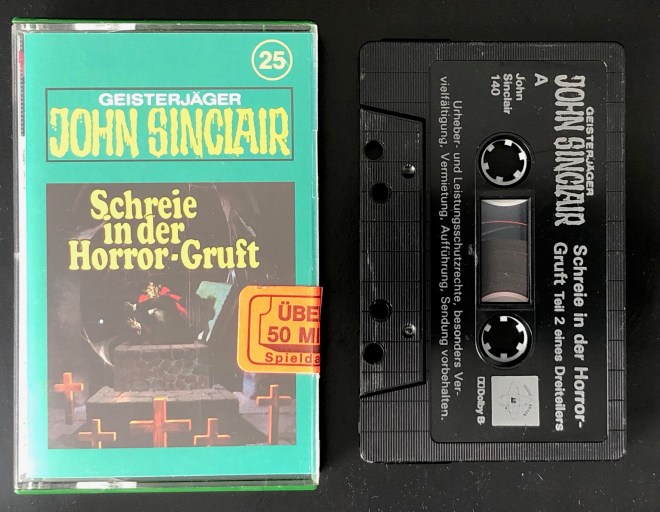 25
GEISTERJÄGER
JOHN SINCLAIR
Schreie
in der
Horror-Gruft
ÜBE
50 MI
Spielda
GEISTERJÄGER
JOHN SINCLAIR
Schreie in der Horror-
Gruft Teil 2 eines Dreiteilers
A
John
Sinclair
140
Dolby B
Urheber- und Leistungsschutzrechte, besonders Ver-
vielfältigung, Vermietung, Aufführung, Sendung vorbehalten.